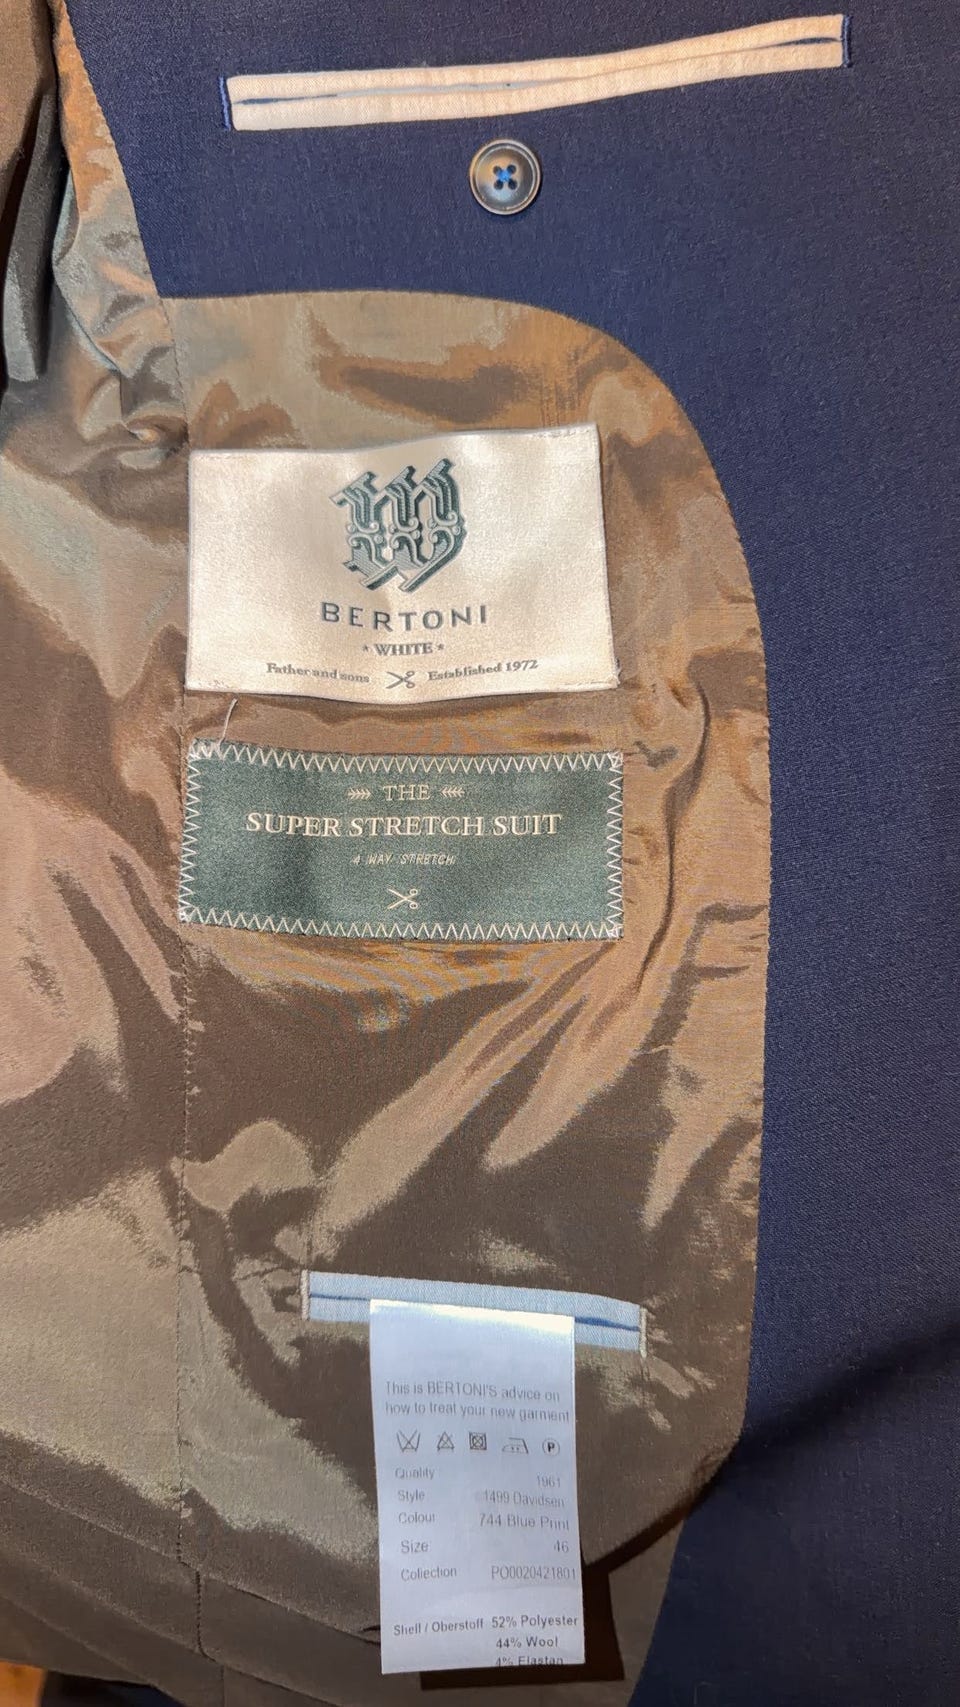 W
BERTONI
* WHITE *
Father and sons Established 1972
THE
SUPER STRETCH SUIT
4 WAY STRETCH
This is BERTONI'S advice on
how to treat your new garment
P
Quality 1961
Style 1499 Davidsen
Colour 744 Blue Print
Size 46
Collection PO0020421801
Shell / Oberstoff 52% Polyester
44% Wool
4% Elastan